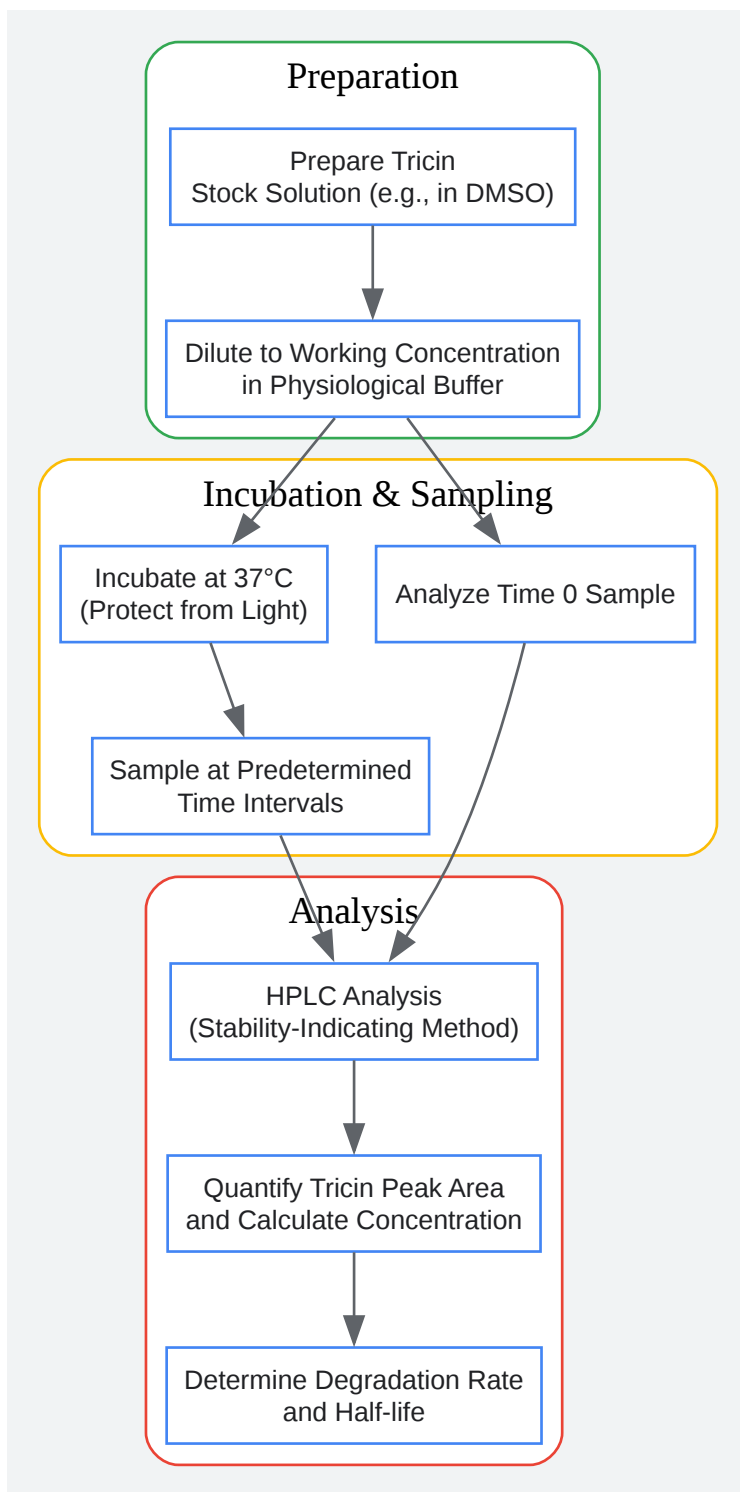 Preparation
Prepare Tricin
Stock Solution (e.g., in DMSO)
Dilute to Working Concentration
in Physiological Buffer
Incubation & Sampling
Incubate at 37°C
(Protect from Light)
Analyze Time 0 Sample
Sample at Predetermined
Time Intervals
Analysis
HPLC Analysis
(Stability-Indicating Method)
Quantify Tricin Peak Area
and Calculate Concentration
Determine Degradation Rate
and Half-life